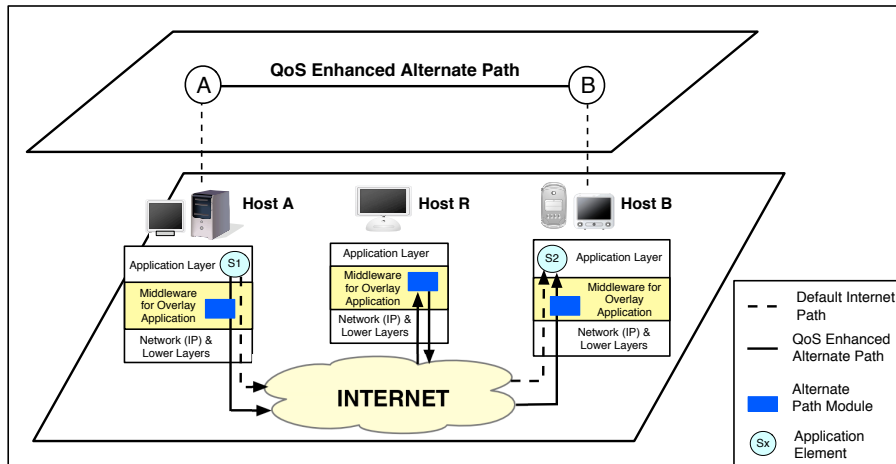 QoS Enhanced Alternate Path
A
B
Host A
Host R
Host B
Application Layer
S1
Middleware
for Overlay
Application
Network (IP) &
Lower Layers
Application Layer
Middleware
for Overlay
Application
Network (IP) &
Lower Layers
S2
Application Layer
Middleware for
Overlay
Application
Network (IP) &
Lower Layers
INTERNET
Default Internet
Path
QoS Enhanced
Alternate Path
Alternate
Path Module
Sx
Application
Element